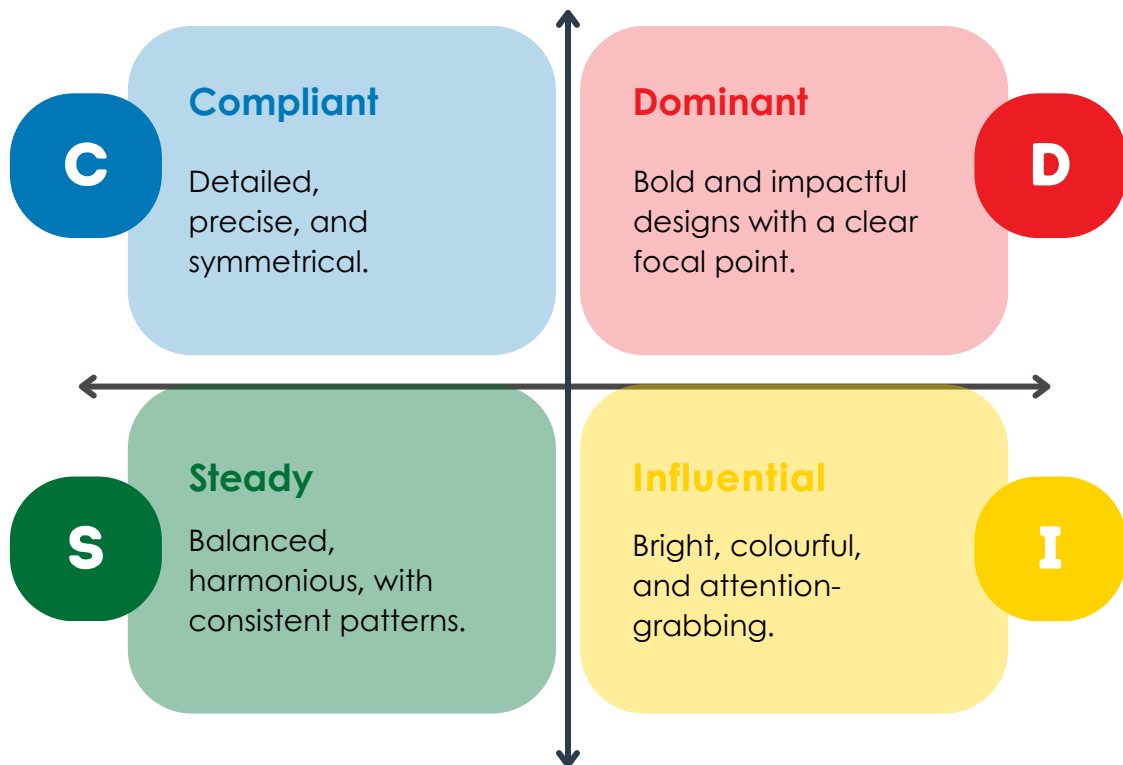 C
Compliant
Detailed,
precise, and
symmetrical.
Dominant
Bold and impactful
designs with a clear
focal point.
D
S
Steady
Balanced,
harmonious, with
consistent patterns.
Influential
Bright, colourful,
and attention-
grabbing.
I